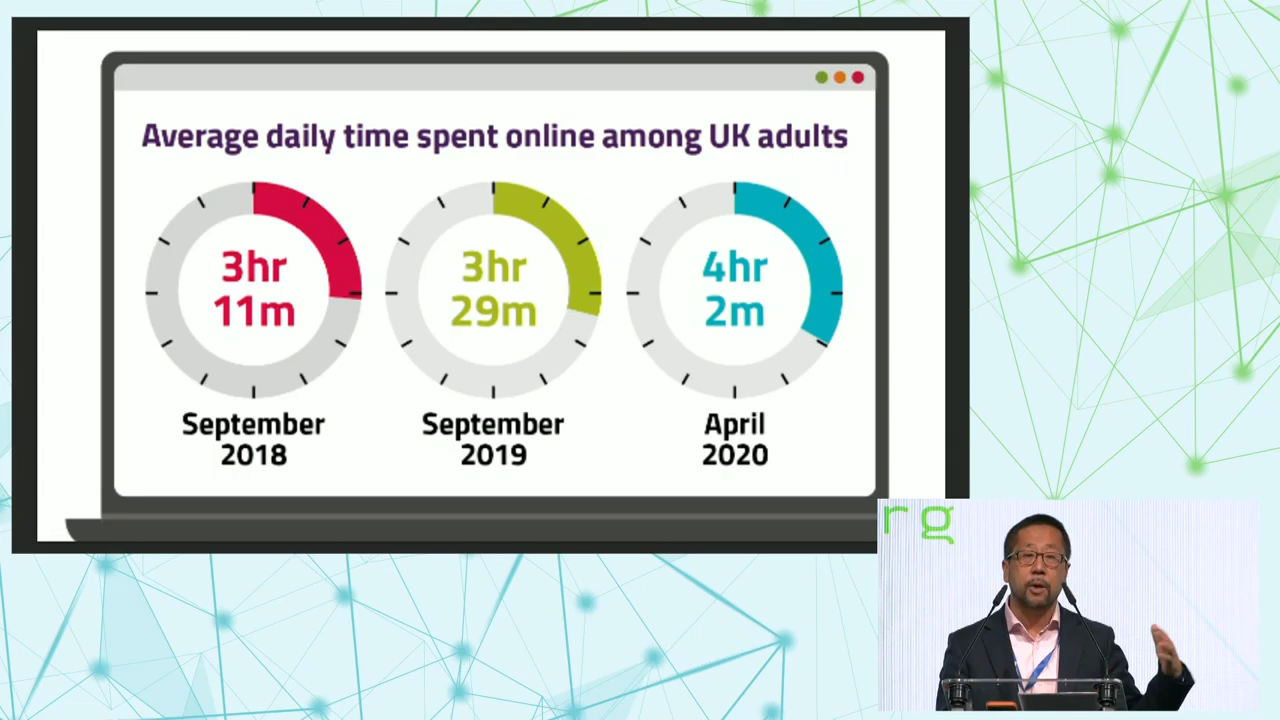 Average daily time spent online among UK adults
3hr
11m
3hr
29m
4hr
2m
September
2018
September
2019
April
2020
rg